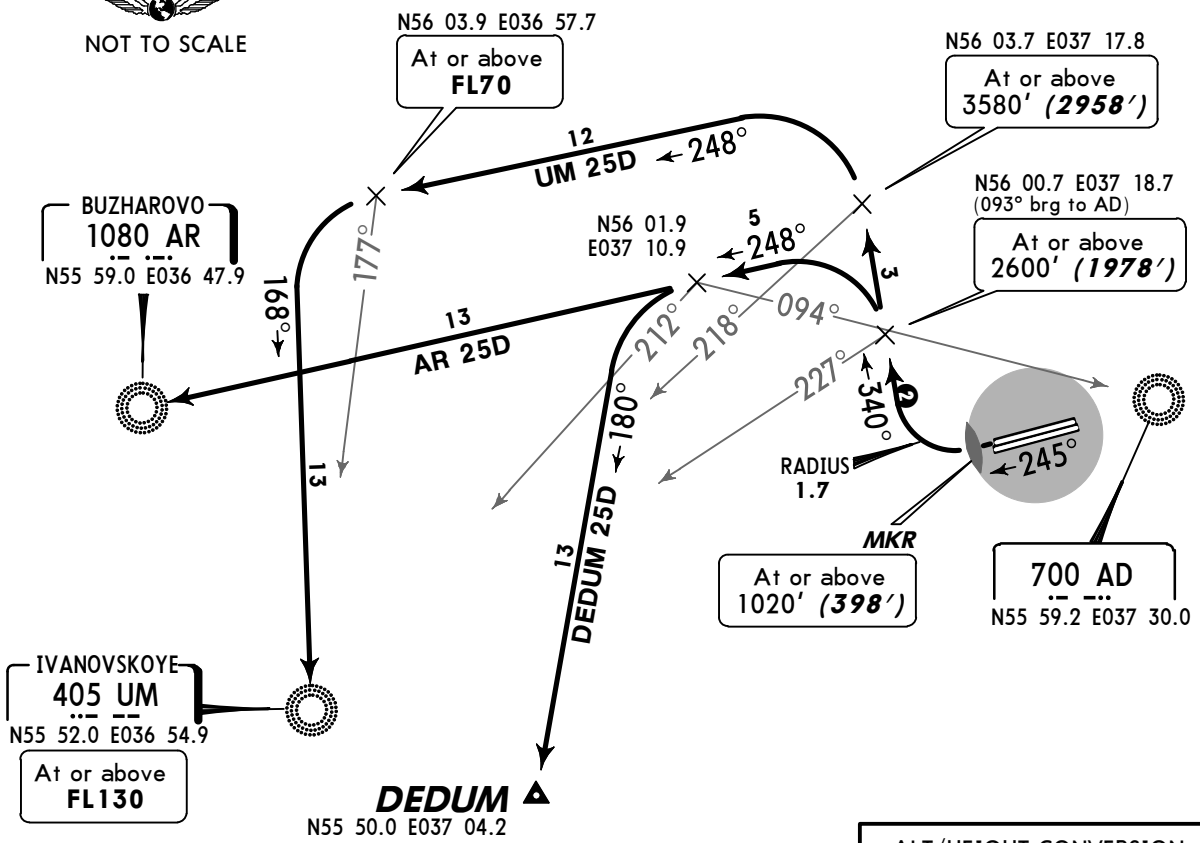 NOT TO SCALE
N56 03.9 E036 57.7
At or above
FL70
N56 03.7 E037 17.8
At or above
3580' (2958')
12
UM 25D
248°
BUZHAROVO
1080 AR
N55 59.0 E036 47.9
177°
168°
N56 01.9
E037 10.9
5
248°
3
N56 00.7 E037 18.7
(093° brg to AD)
At or above
2600' (1978')
13
AR 25D
212°
218°
094°
227°
340°
2
180°
RADIUS
1.7
245°
MKR
At or above
1020' (398')
700 AD
N55 59.2 E037 30.0
13
13
DEDUM 25D
IVANOVSKOYE
405 UM
N55 52.0 E036 54.9
At or above
FL130
DEDUM
N55 50.0 E037 04.2
ALT/HEIGHT CONVERSION